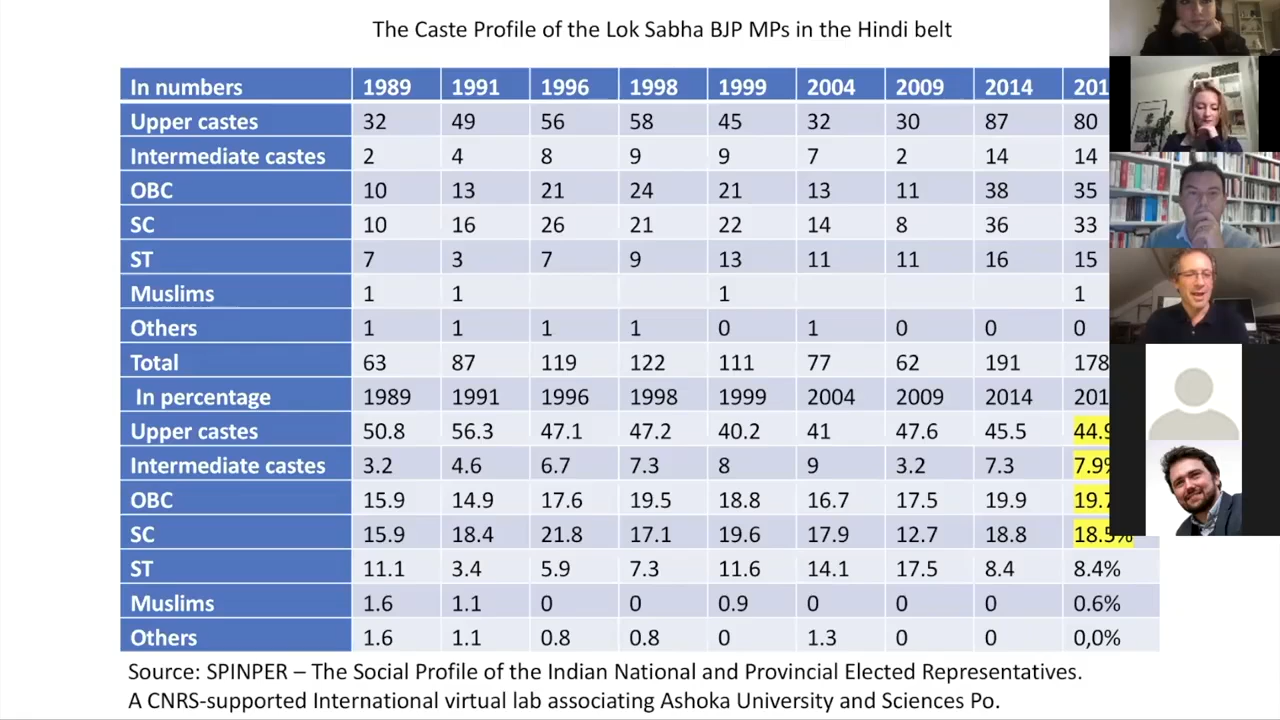 The Caste Profile of the Lok Sabha BJP MPs in the Hindi belt
In numbers 1989 1991 1996 1998 1999 2004 2009 2014 201
Upper castes 32 49 56 58 45 32 30 87 80
Intermediate castes 2 4 8 9 9 7 2 14 14
OBC 10 13 21 24 21 13 11 38 35
SC 10 16 26 21 22 14 8 36 33
ST 7 3 7 9 13 11 11 16 15
Muslims 1 1 1 1
Others 1 1 1 1 0 1 0 0 0
Total 63 87 119 122 111 77 62 191 178
In percentage 1989 1991 1996 1998 1999 2004 2009 2014 201
Upper castes 50.8 56.3 47.1 47.2 40.2 41 47.6 45.5 44.9
Intermediate castes 3.2 4.6 6.7 7.3 8 9 3.2 7.3 7.9%
OBC 15.9 14.9 17.6 19.5 18.8 16.7 17.5 19.9 19.7
SC 15.9 18.4 21.8 17.1 19.6 17.9 12.7 18.8 18.5%
ST 11.1 3.4 5.9 7.3 11.6 14.1 17.5 8.4 8.4%
Muslims 1.6 1.1 0 0 0.9 0 0 0 0.6%
Others 1.6 1.1 0.8 0.8 0 1.3 0 0 0,0%
Source: SPINPER – The Social Profile of the Indian National and Provincial Elected Representatives.
A CNRS-supported International virtual lab associating Ashoka University and Sciences Po.